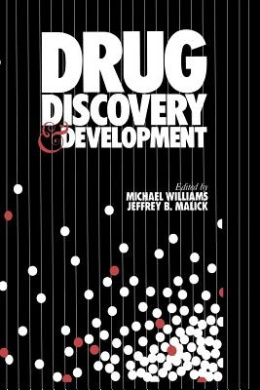 DRUG
DISCOVERY
& DEVELOPMENT
Edited by
MICHAEL WILLIAMS
JEFFREY B. MALICK